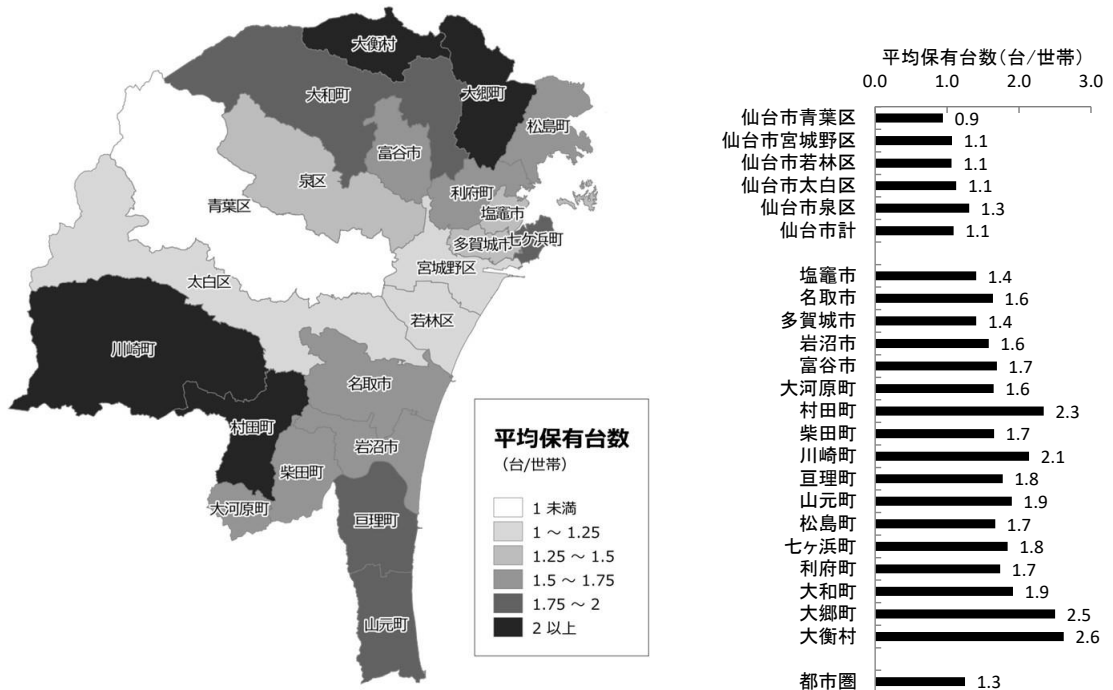 大衡村
大郷町
大和町
松島町
富谷市
泉区
利府町
青葉区
塩竈市
多賀城市
七ケ浜町
宮城野区
太白区
若林区
川崎町
名取市
村田町
岩沼市
柴田町
大河原町
亘理町
山元町
平均保有台数
(台/世帯)
1 未満
1 ～ 1.25
1.25 ～ 1.5
1.5 ～ 1.75
1.75 ～ 2
2 以上
平均保有台数(台/世帯)
0.0 1.0 2.0 3.0
仙台市青葉区 0.9
仙台市宮城野区 1.1
仙台市若林区 1.1
仙台市太白区 1.1
仙台市泉区 1.3
仙台市計 1.1
塩竈市 1.4
名取市 1.6
多賀城市 1.4
岩沼市 1.6
富谷市 1.7
大河原町 1.6
村田町 2.3
柴田町 1.7
川崎町 2.1
亘理町 1.8
山元町 1.9
松島町 1.7
七ヶ浜町 1.8
利府町 1.7
大和町 1.9
大郷町 2.5
大衡村 2.6
都市圏 1.3